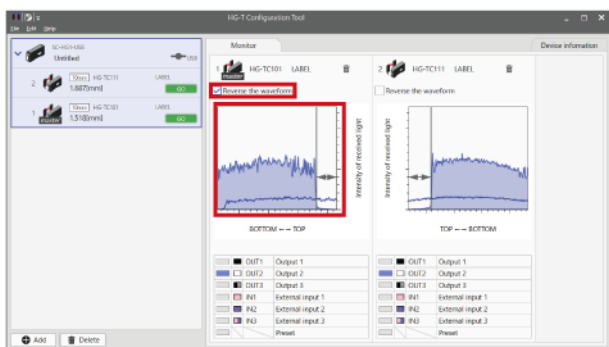 HG-T Configuration Tool
File Edit Help
SC-HG1-USB
Untitled
USB
2
10mm HG-TC111 LABEL
1.687[mm] GO
1
master
10mm HG-TC101 LABEL
1.518[mm] GO
Add Delete
Monitor
Device information
1
master
HG-TC101 LABEL
Reverse the waveform
Intensity of received light
BOTTOM ←→ TOP
OUT1 Output 1
OUT2 Output 2
OUT3 Output 3
IN1 External input 1
IN2 External input 2
IN3 External input 3
Preset
2
HG-TC111 LABEL
Reverse the waveform
Intensity of received light
TOP ←→ BOTTOM
OUT1 Output 1
OUT2 Output 2
OUT3 Output 3
IN1 External input 1
IN2 External input 2
IN3 External input 3
Preset